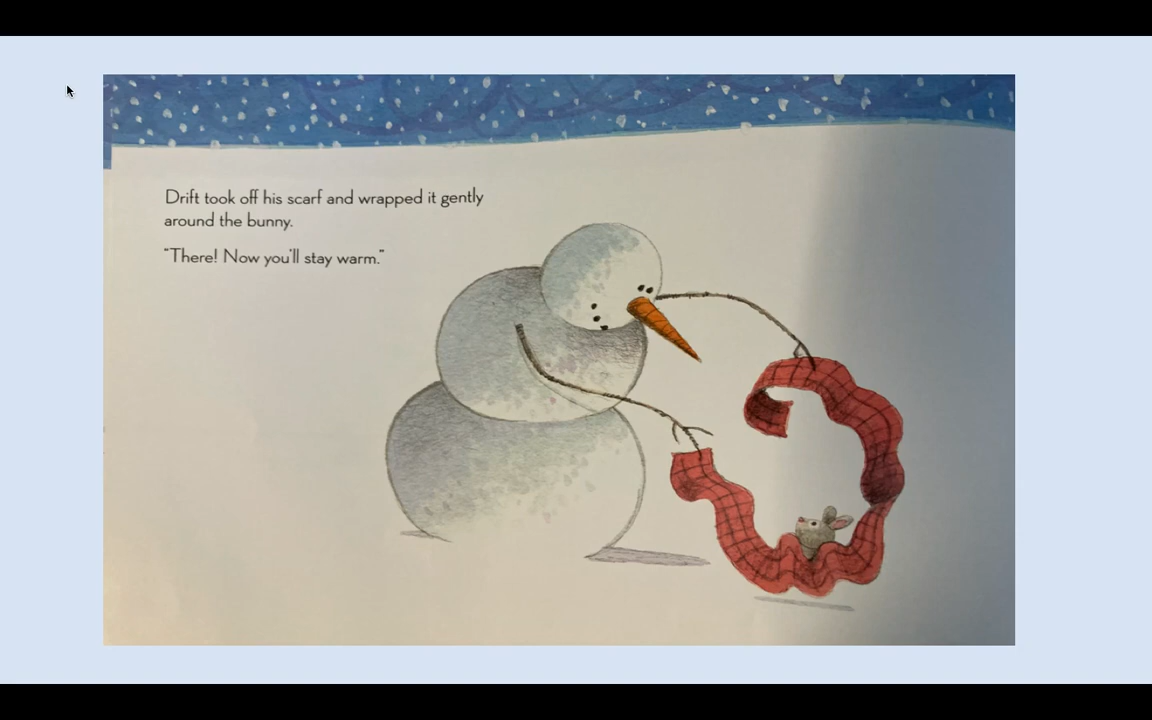 Drift took off his scarf and wrapped it gently
around the bunny.
"There! Now you'll stay warm."